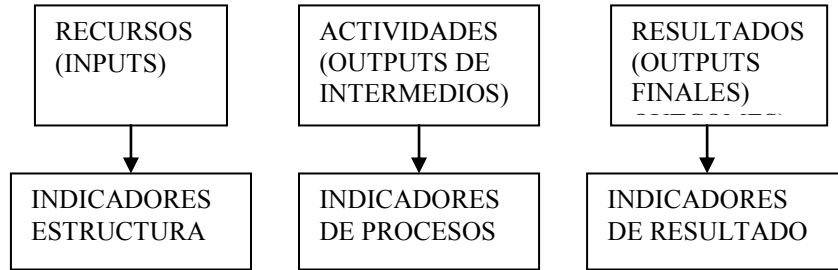 RECURSOS
(INPUTS)
ACTIVIDADES
(OUTPUTS DE
INTERMEDIOS)
RESULTADOS
(OUTPUTS
FINALES)
INDICADORES
ESTRUCTURA
INDICADORES
DE PROCESOS
INDICADORES
DE RESULTADO